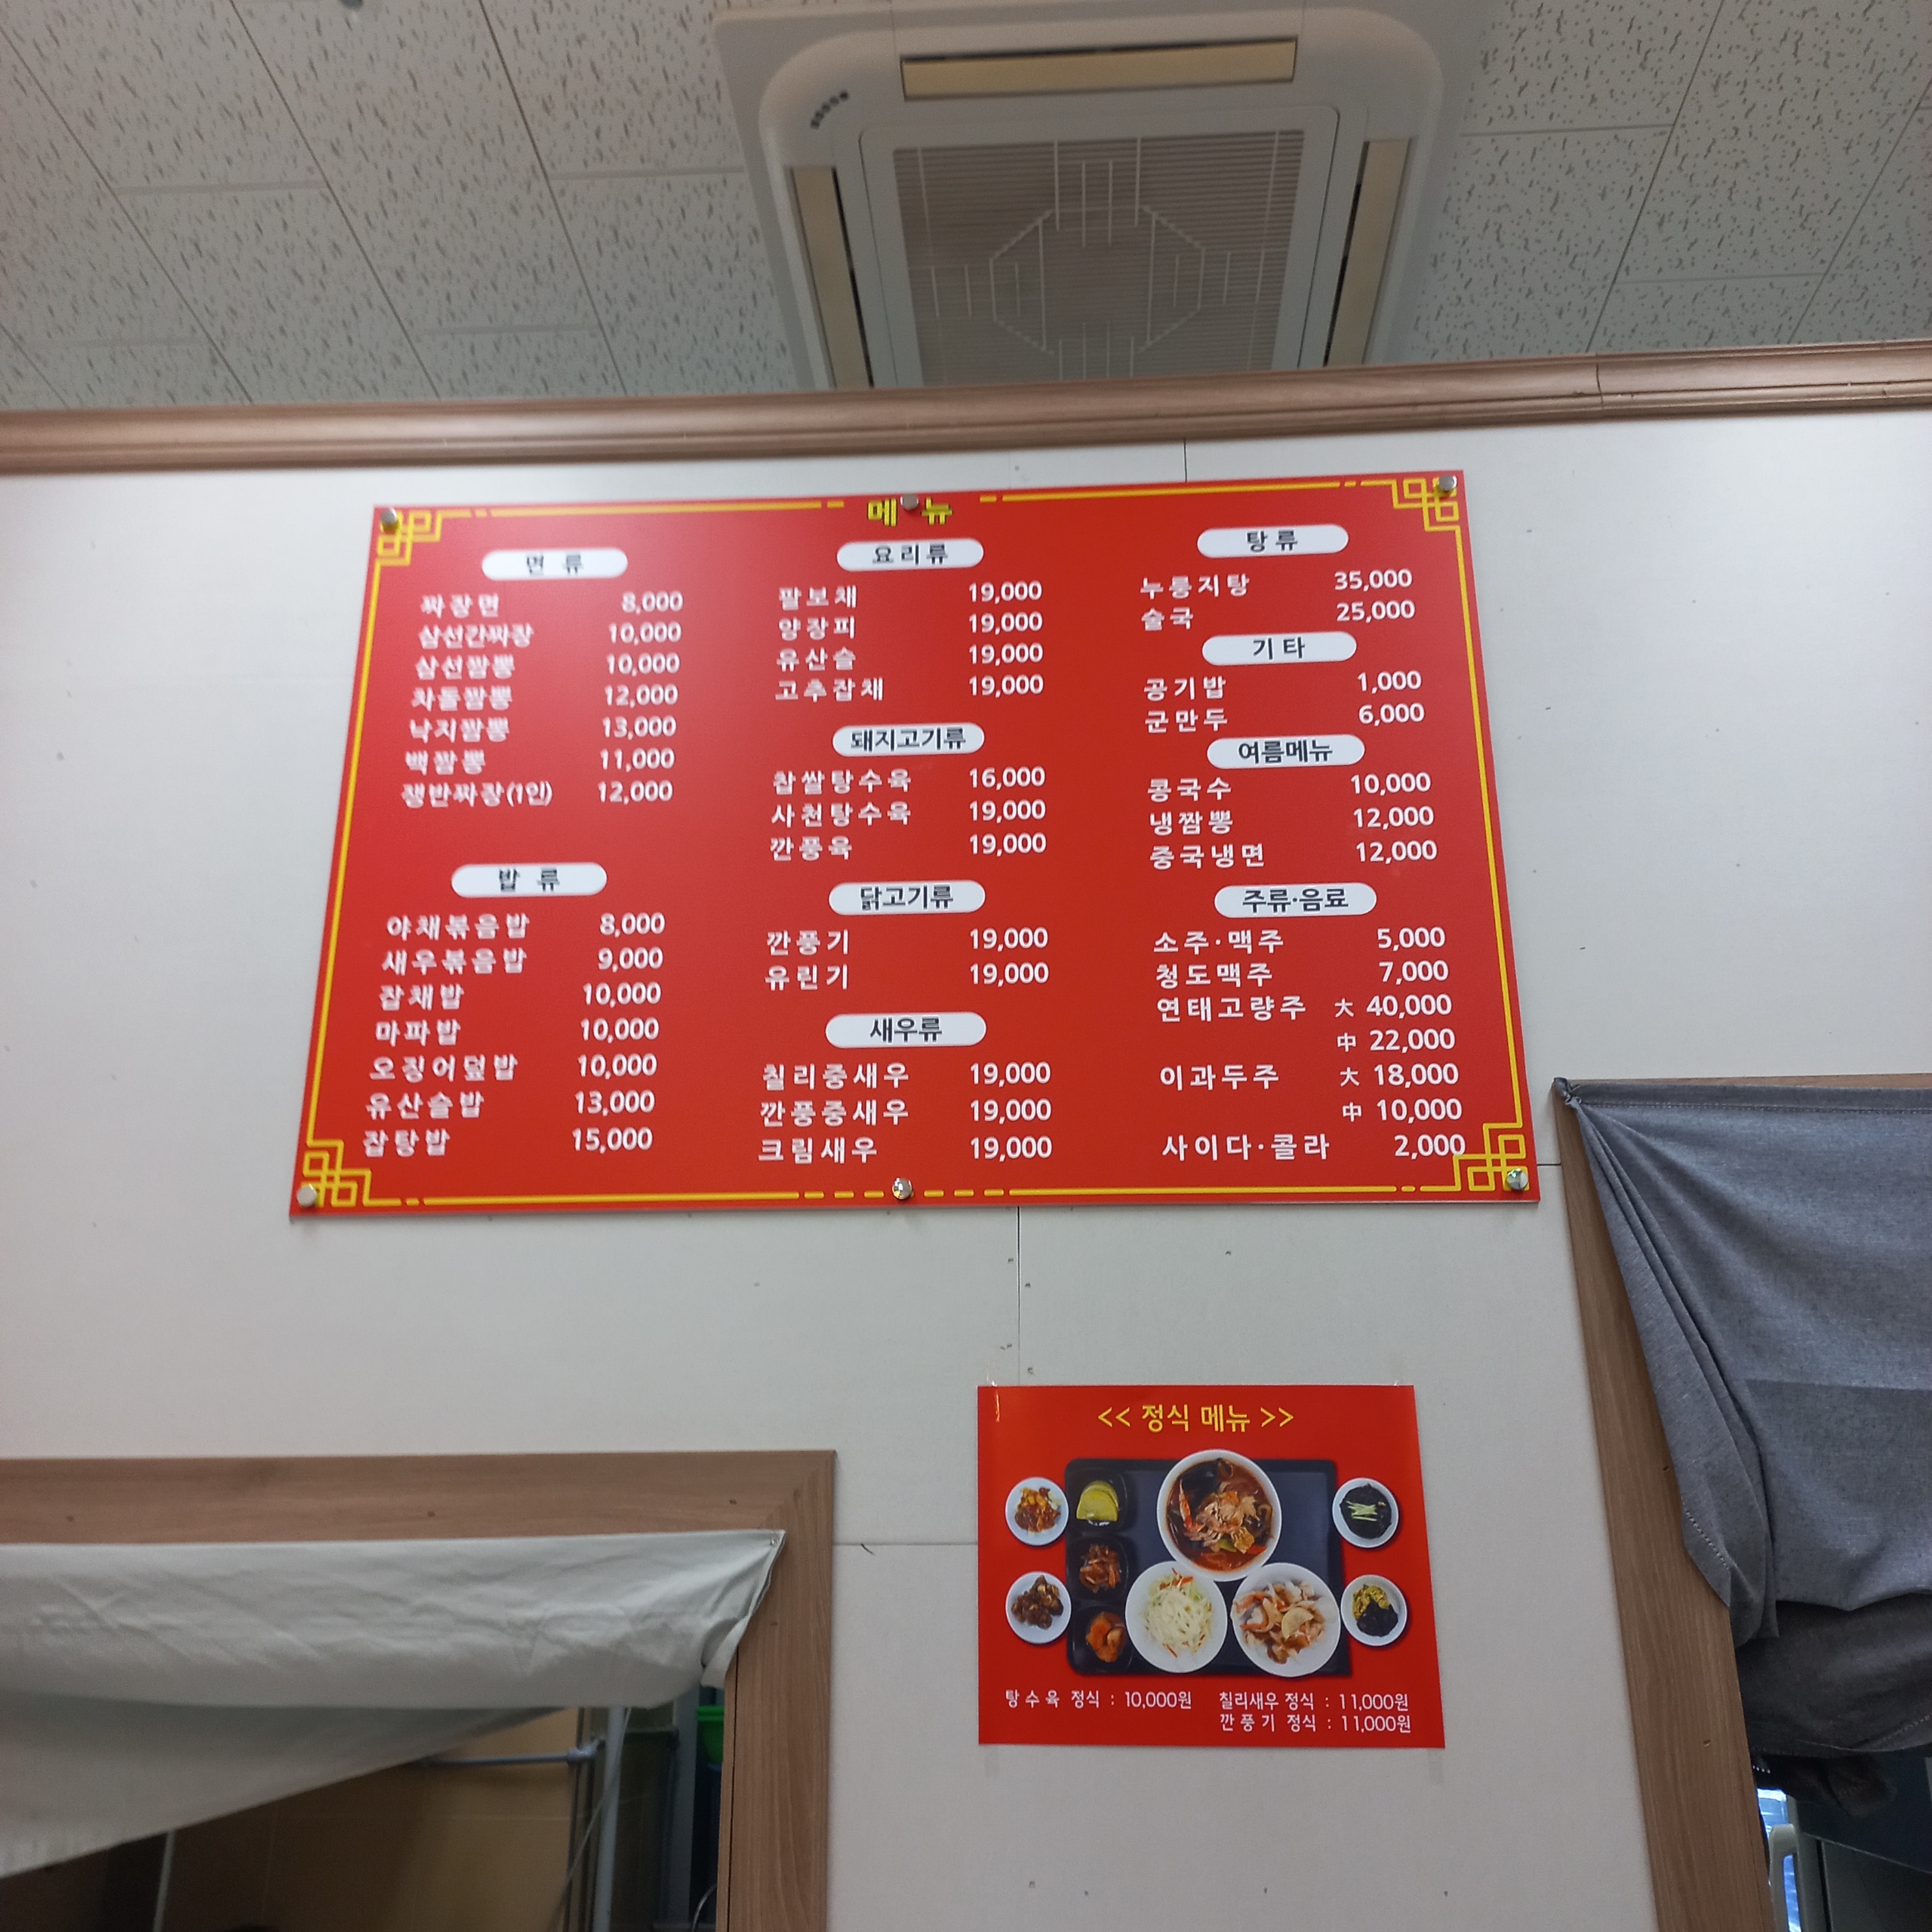 메뉴
면 류
짜장면 8,000
삼선간짜장 10,000
삼선짬뽕 10,000
차돌짬뽕 12,000
낙지짬뽕 13,000
백짬뽕 11,000
쟁반짜장(1인) 12,000
밥 류
야채볶음밥 8,000
새우볶음밥 9,000
잡채밥 10,000
마파밥 10,000
오징어덮밥 10,000
유산슬밥 13,000
잡탕밥 15,000
요리류
팔보채 19,000
양장피 19,000
유산슬 19,000
고추잡채 19,000
돼지고기류
찹쌀탕수육 16,000
사천탕수육 19,000
깐풍육 19,000
닭고기류
깐풍기 19,000
유린기 19,000
새우류
칠리중새우 19,000
깐풍중새우 19,000
크림새우 19,000
탕류
누룽지탕 35,000
술국 25,000
기타
공기밥 1,000
군만두 6,000
여름메뉴
콩국수 10,000
냉짬뽕 12,000
중국냉면 12,000
주류·음료
소주·맥주 5,000
청도맥주 7,000
연태고량주 大 40,000
中 22,000
이과두주 大 18,000
中 10,000
사이다·콜라 2,000
<< 정식 메뉴 >>
탕수육 정식 : 10,000원 칠리새우 정식 : 11,000원
깐풍기 정식 : 11,000원